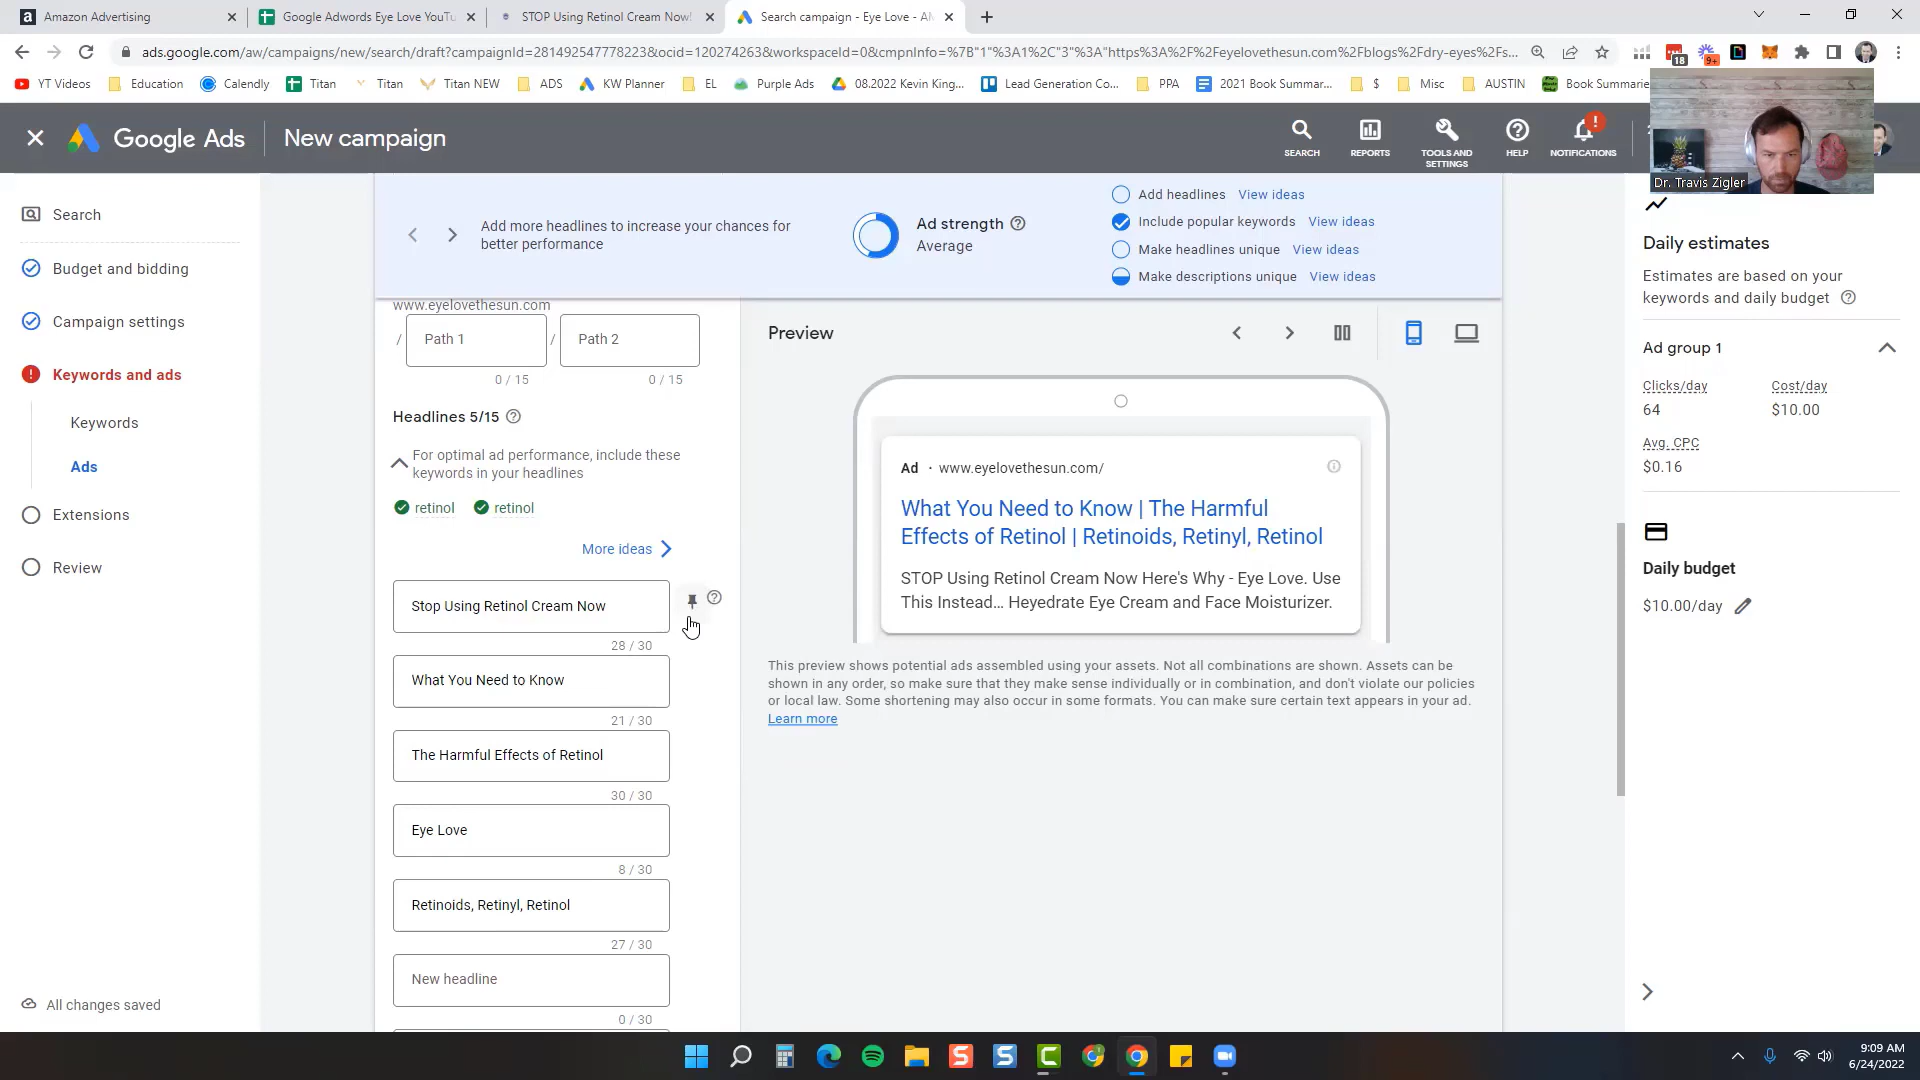 Amazon Advertising
Google Adwords Eye Love YouTu
STOP Using Retinol Cream Now!
Search campaign - Eye Love - AM
ads.google.com/aw/campaigns/new/search/draft?campaignId=281492547778223&ocid=120274263&workspaceId=0&cmpnInfo=%7B"1"%3A1%2C"3"%3A"https%3A%2F%2Feyelovethesun.com%2Fblogs%2Fdry-eyes%2Fs...
18
9+
YT Videos
Education
Calendly
Titan
Titan
Titan NEW
ADS
KW Planner
EL
Purple Ads
08.2022 Kevin King...
Lead Generation Co...
PPA
2021 Book Summar...
$
Misc
AUSTIN
Book Summarie
Google Ads
New campaign
SEARCH
REPORTS
TOOLS AND SETTINGS
HELP
NOTIFICATIONS
Dr. Travis Zigler
Search
Budget and bidding
Campaign settings
Keywords and ads
Keywords
Ads
Extensions
Review
All changes saved
Add more headlines to increase your chances for
better performance
Ad strength
Average
Add headlines View ideas
Include popular keywords View ideas
Make headlines unique View ideas
Make descriptions unique View ideas
www.eyelovethesun.com
/ Path 1 / Path 2
0 / 15 0 / 15
Headlines 5/15
For optimal ad performance, include these
keywords in your headlines
retinol retinol
More ideas
Stop Using Retinol Cream Now
28 / 30
What You Need to Know
21 / 30
The Harmful Effects of Retinol
30 / 30
Eye Love
8 / 30
Retinoids, Retinyl, Retinol
27 / 30
New headline
0 / 30
Preview
Ad · www.eyelovethesun.com/
What You Need to Know | The Harmful
Effects of Retinol | Retinoids, Retinyl, Retinol
STOP Using Retinol Cream Now Here's Why - Eye Love. Use
This Instead... Heyedrate Eye Cream and Face Moisturizer.
This preview shows potential ads assembled using your assets. Not all combinations are shown. Assets can be
shown in any order, so make sure that they make sense individually or in combination, and don't violate our policies
or local law. Some shortening may also occur in some formats. You can make sure certain text appears in your ad.
Learn more
Daily estimates
Estimates are based on your
keywords and daily budget
Ad group 1
Clicks/day Cost/day
64 $10.00
Avg. CPC
$0.16
Daily budget
$10.00/day
9:09 AM
6/24/2022